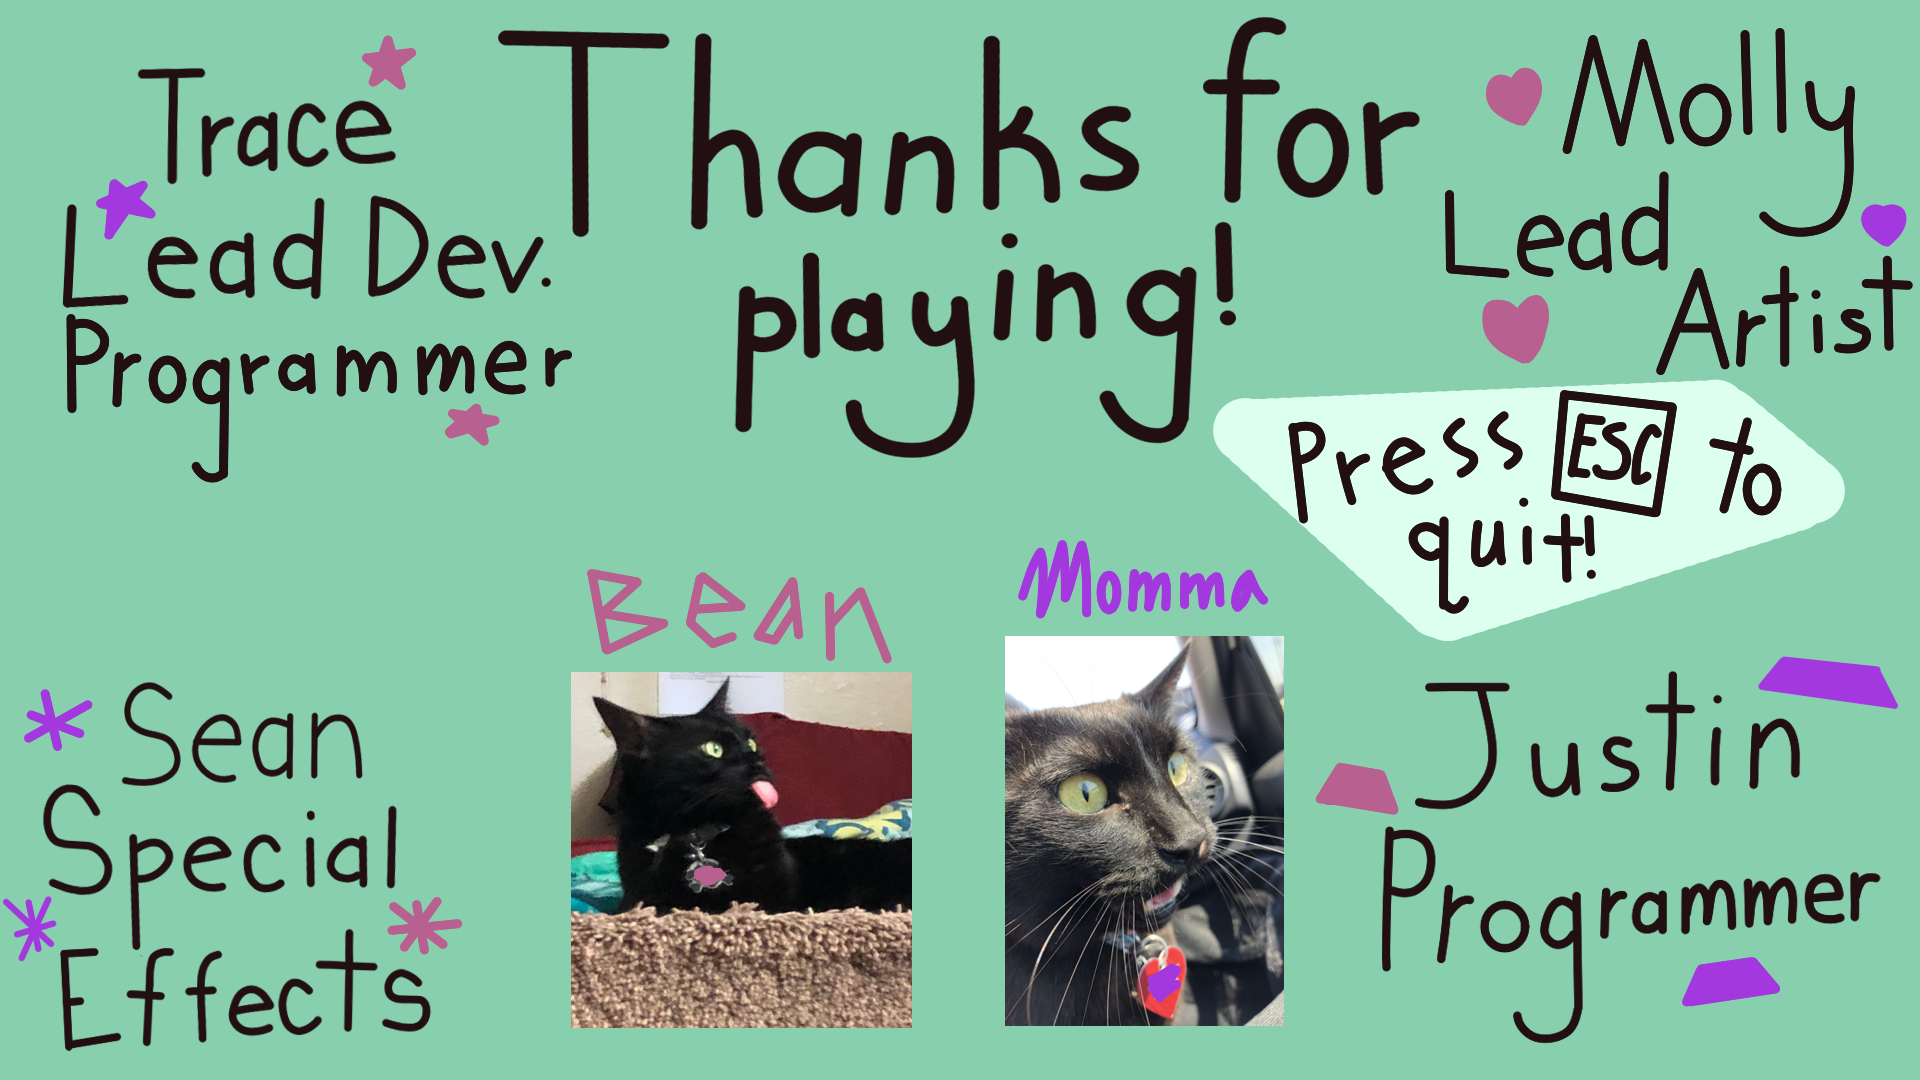 Thanks for
playing!
Trace
Lead Dev.
Programmer
Molly
Lead
Artist
Press ESC to
quit!
Bean
Momma
Sean
Special
Effects
Justin
Programmer